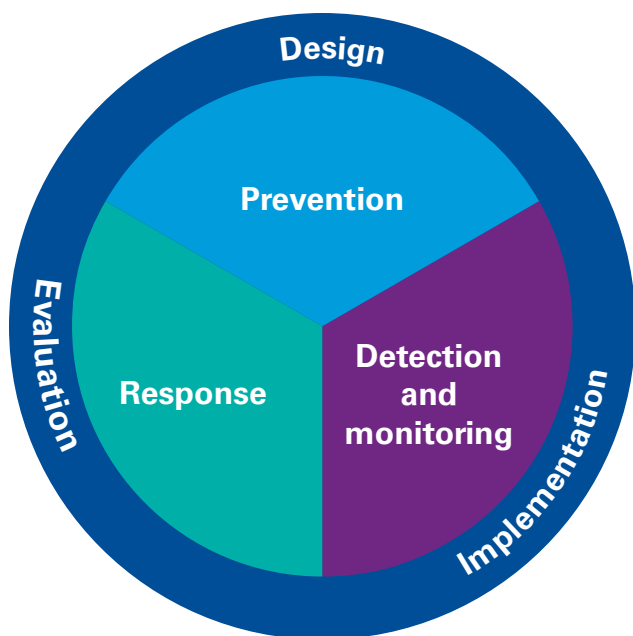 Design
Prevention
Evaluation
Response
Detection
and
monitoring
Implementation